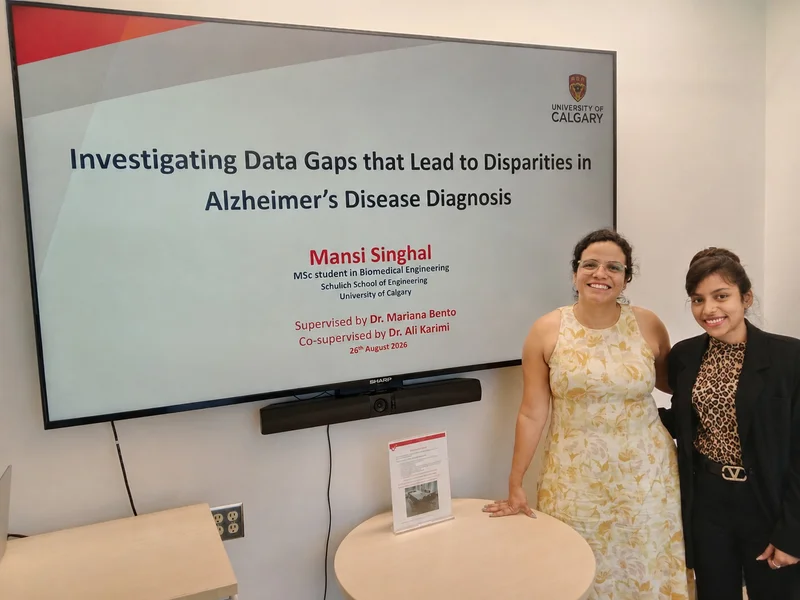 UNIVERSITY OF
CALGARY
Investigating Data Gaps that Lead to Disparities in
Alzheimer's Disease Diagnosis
Mansi Singhal
MSc student in Biomedical Engineering
Schulich School of Engineering
University of Calgary
Supervised by Dr. Mariana Bento
Co-supervised by Dr. Ali Karimi
26th August 2026
SHARP